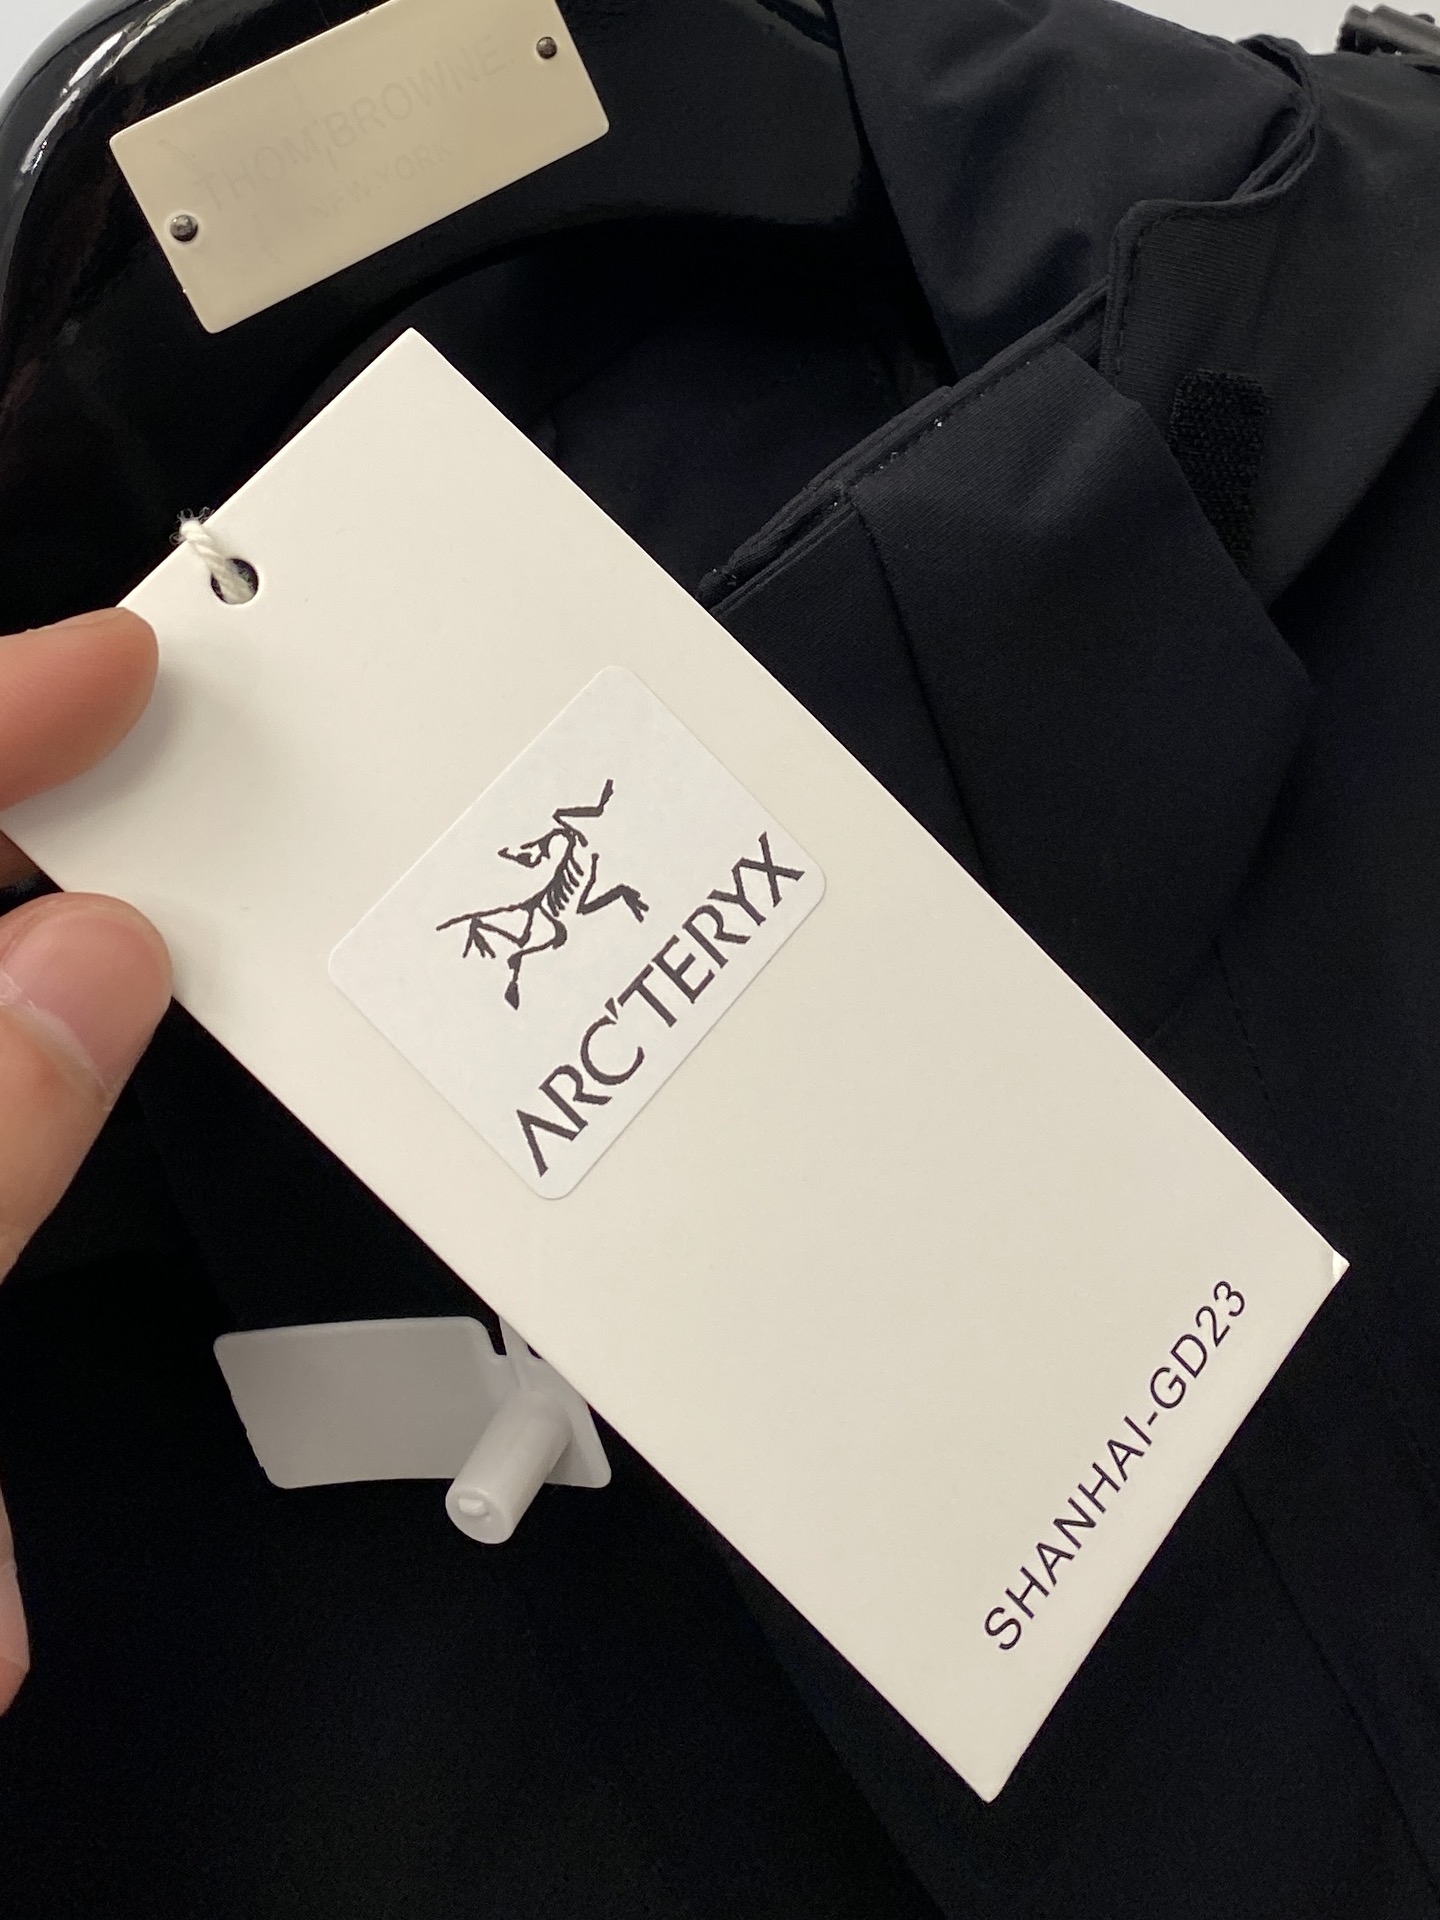 THOM BROWNE.
NEW YORK
ARC'TERYX
SHANHAI-GD23